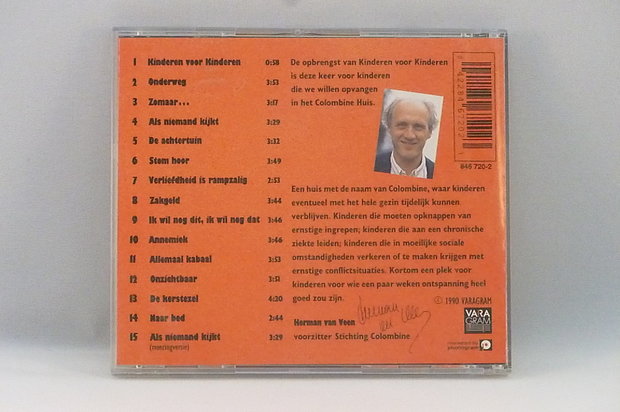 1 Kinderen voor Kinderen 0:58
2 Onderweg 3:53
3 Zomaar... 3:17
4 Als niemand kijkt 3:29
5 De achtertuin 3:32
6 Stom hoor 3:49
7 Verliefdheid is rampzalig 2:53
8 Zakgeld 3:44
9 Ik wil nog dit, ik wil nog dat 3:46
10 Annemiek 3:46
11 Allemaal kabaal 3:53
12 Onzichtbaar 3:51
13 De kerstezel 4:20
14 Naar bed 2:44
15 Als niemand kijkt 3:29
(meezingversie)
De opbrengst van Kinderen voor Kinderen
is deze keer voor kinderen
die we willen opvangen
in het Colombine Huis.
846 720-2
Een huis met de naam van Colombine, waar kinderen
eventueel met het hele gezin tijdelijk kunnen
verblijven. Kinderen die moeten opknappen van
ernstige ingrepen; kinderen die aan een chronische
ziekte leiden; kinderen die in moeilijke sociale
omstandigheden verkeren of te maken krijgen met
ernstige conflictsituaties. Kortom een plek voor
kinderen voor wie een paar weken ontspanning heel
goed zou zijn.
© 1990 VARAGRAM
Herman van Veen
Herman van Veen
voorzitter Stichting Colombine
VARA
GRAM
phonogram